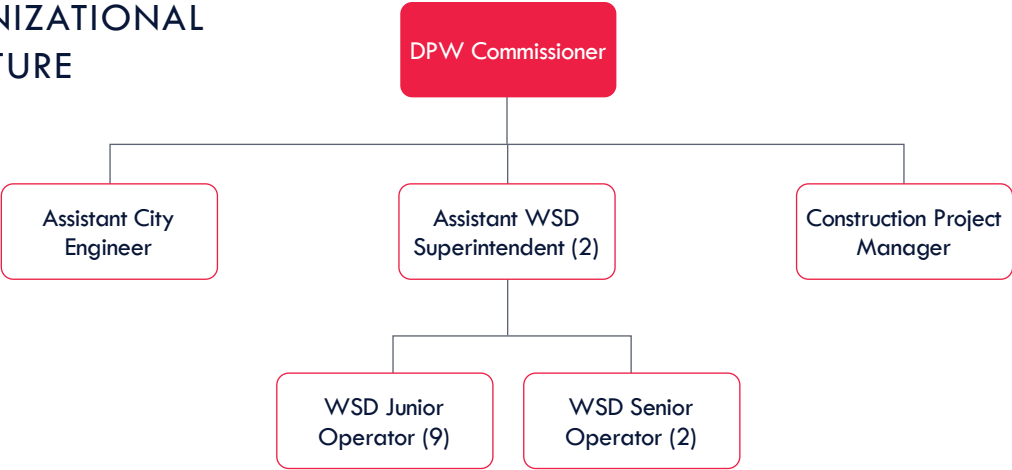 NIZATIONAL
TURE
DPW Commissioner
Assistant City
Engineer
Assistant WSD
Superintendent (2)
Construction Project
Manager
WSD Junior
Operator (9)
WSD Senior
Operator (2)